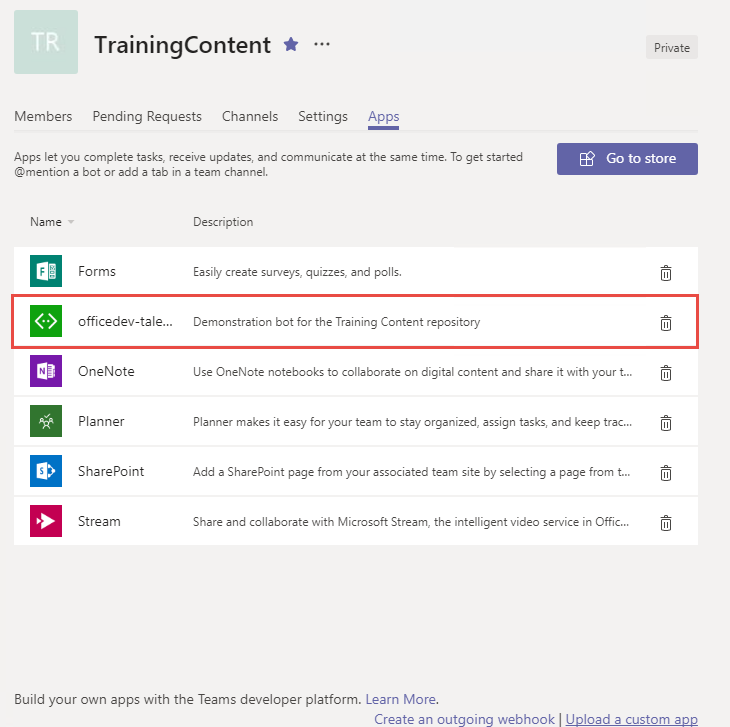 TR
TrainingContent
Private
Members Pending Requests Channels Settings Apps
Apps let you complete tasks, receive updates, and communicate at the same time. To get started
@mention a bot or add a tab in a team channel.
Go to store
Name Description
Forms Easily create surveys, quizzes, and polls.
officedev-tale... Demonstration bot for the Training Content repository
OneNote Use OneNote notebooks to collaborate on digital content and share it with your t...
Planner Planner makes it easy for your team to stay organized, assign tasks, and keep trac...
SharePoint Add a SharePoint page from your associated team site by selecting a page from t...
Stream Share and collaborate with Microsoft Stream, the intelligent video service in Offic...
Build your own apps with the Teams developer platform. Learn More.
Create an outgoing webhook | Upload a custom app